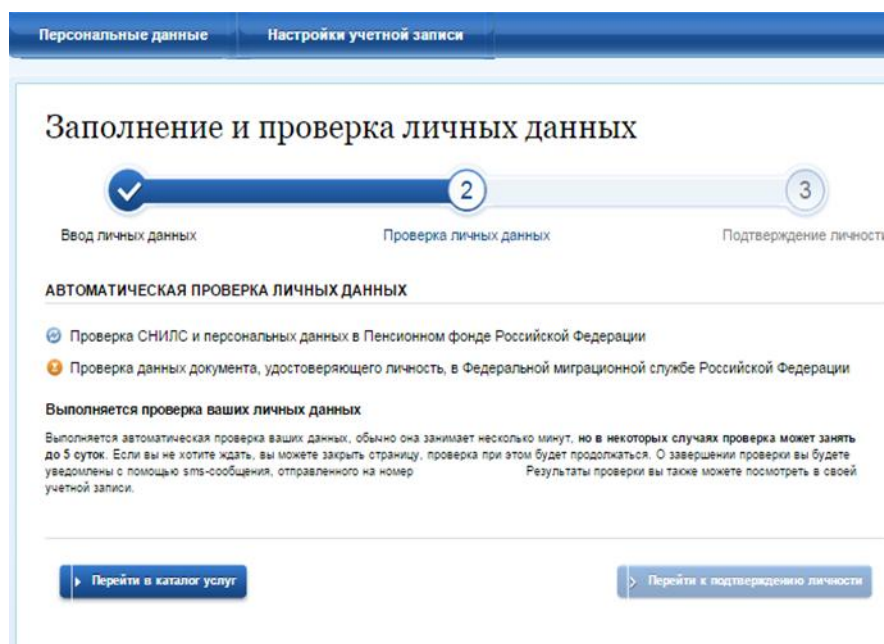 Персональные данные Настройки учетной записи
Заполнение и проверка личных данных
2 3
Ввод личных данных Проверка личных данных Подтверждение личности
АВТОМАТИЧЕСКАЯ ПРОВЕРКА ЛИЧНЫХ ДАННЫХ
Проверка СНИЛС и персональных данных в Пенсионном фонде Российской Федерации
Проверка данных документа, удостоверяющего личность, в Федеральной миграционной службе Российской Федерации
Выполняется проверка ваших личных данных
Выполняется автоматическая проверка ваших данных, обычно она занимает несколько минут, но в некоторых случаях проверка может занять
до 5 суток. Если вы не хотите ждать, вы можете закрыть страницу, проверка при этом будет продолжаться. О завершении проверки вы будете
уведомлены с помощью sms-сообщения, отправленного на номер Результаты проверки вы также можете посмотреть в своей
учетной записи.
Перейти в каталог услуг Перейти к подтверждению личности